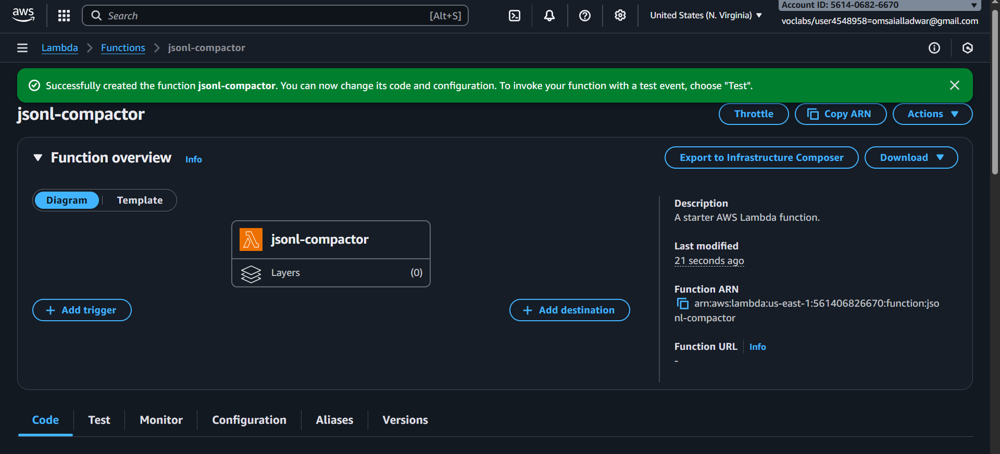 aws
Search [Alt+S]
United States (N. Virginia)
Account ID: 5614-0682-6670
voclabs/user4548958=omsaialladwar@gmail.com
Lambda Functions jsonl-compactor
Successfully created the function jsonl-compactor. You can now change its code and configuration. To invoke your function with a test event, choose "Test".
jsonl-compactor
Throttle
Copy ARN
Actions
Function overview Info
Export to Infrastructure Composer
Download
Diagram
Template
jsonl-compactor
Layers (0)
Add trigger
Add destination
Description
A starter AWS Lambda function.
Last modified
21 seconds ago
Function ARN
arn:aws:lambda:us-east-1:561406826670:function:jso
nl-compactor
Function URL Info
-
Code
Test
Monitor
Configuration
Aliases
Versions